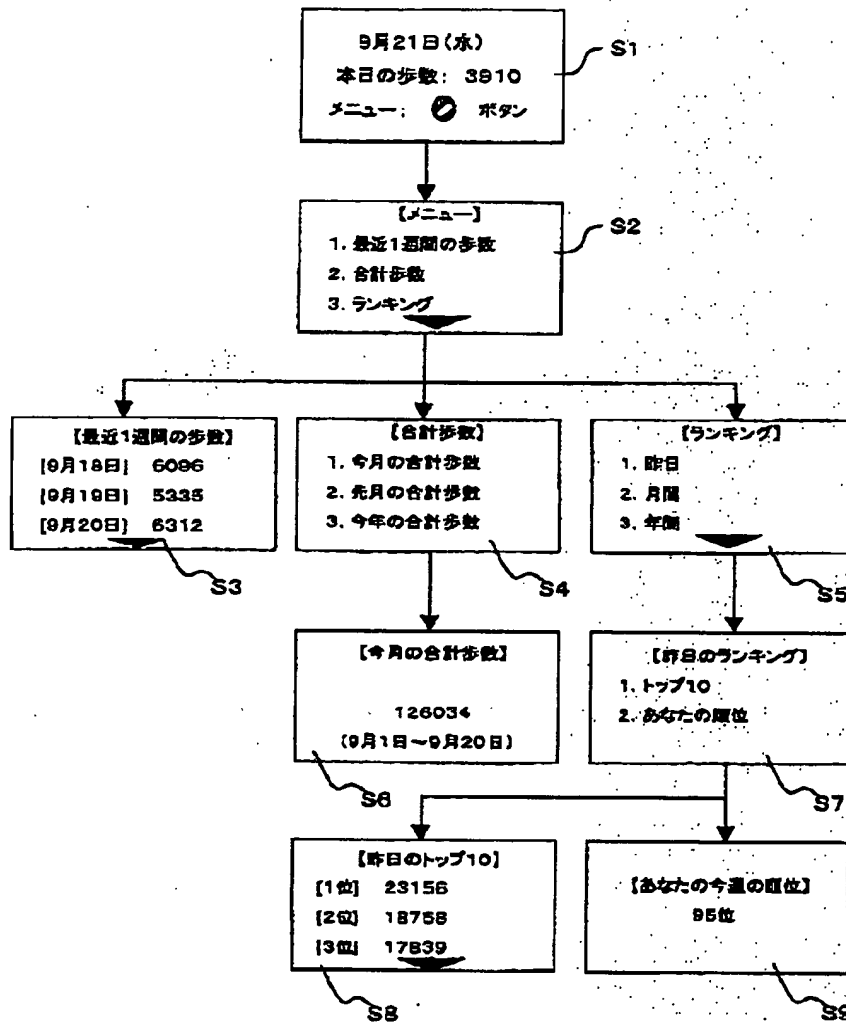 9月21日(水)
本日の歩数: 3910
メニュー: ボタン
S1
【メニュー】
1. 最近1週間の歩数
2. 合計歩数
3. ランキング
S2
【最近1週間の歩数】
[9月18日] 6096
[9月19日] 5335
[9月20日] 6312
S3
【合計歩数】
1. 今月の合計歩数
2. 先月の合計歩数
3. 今年の合計歩数
S4
【ランキング】
1. 昨日
2. 月間
3. 年間
S5
【今月の合計歩数】
126034
(9月1日～9月20日)
S6
【昨日のランキング】
1. トップ10
2. あなたの順位
S7
【昨日のトップ10】
[1位] 23156
[2位] 18758
[3位] 17839
S8
【あなたの今週の順位】
95位
S9